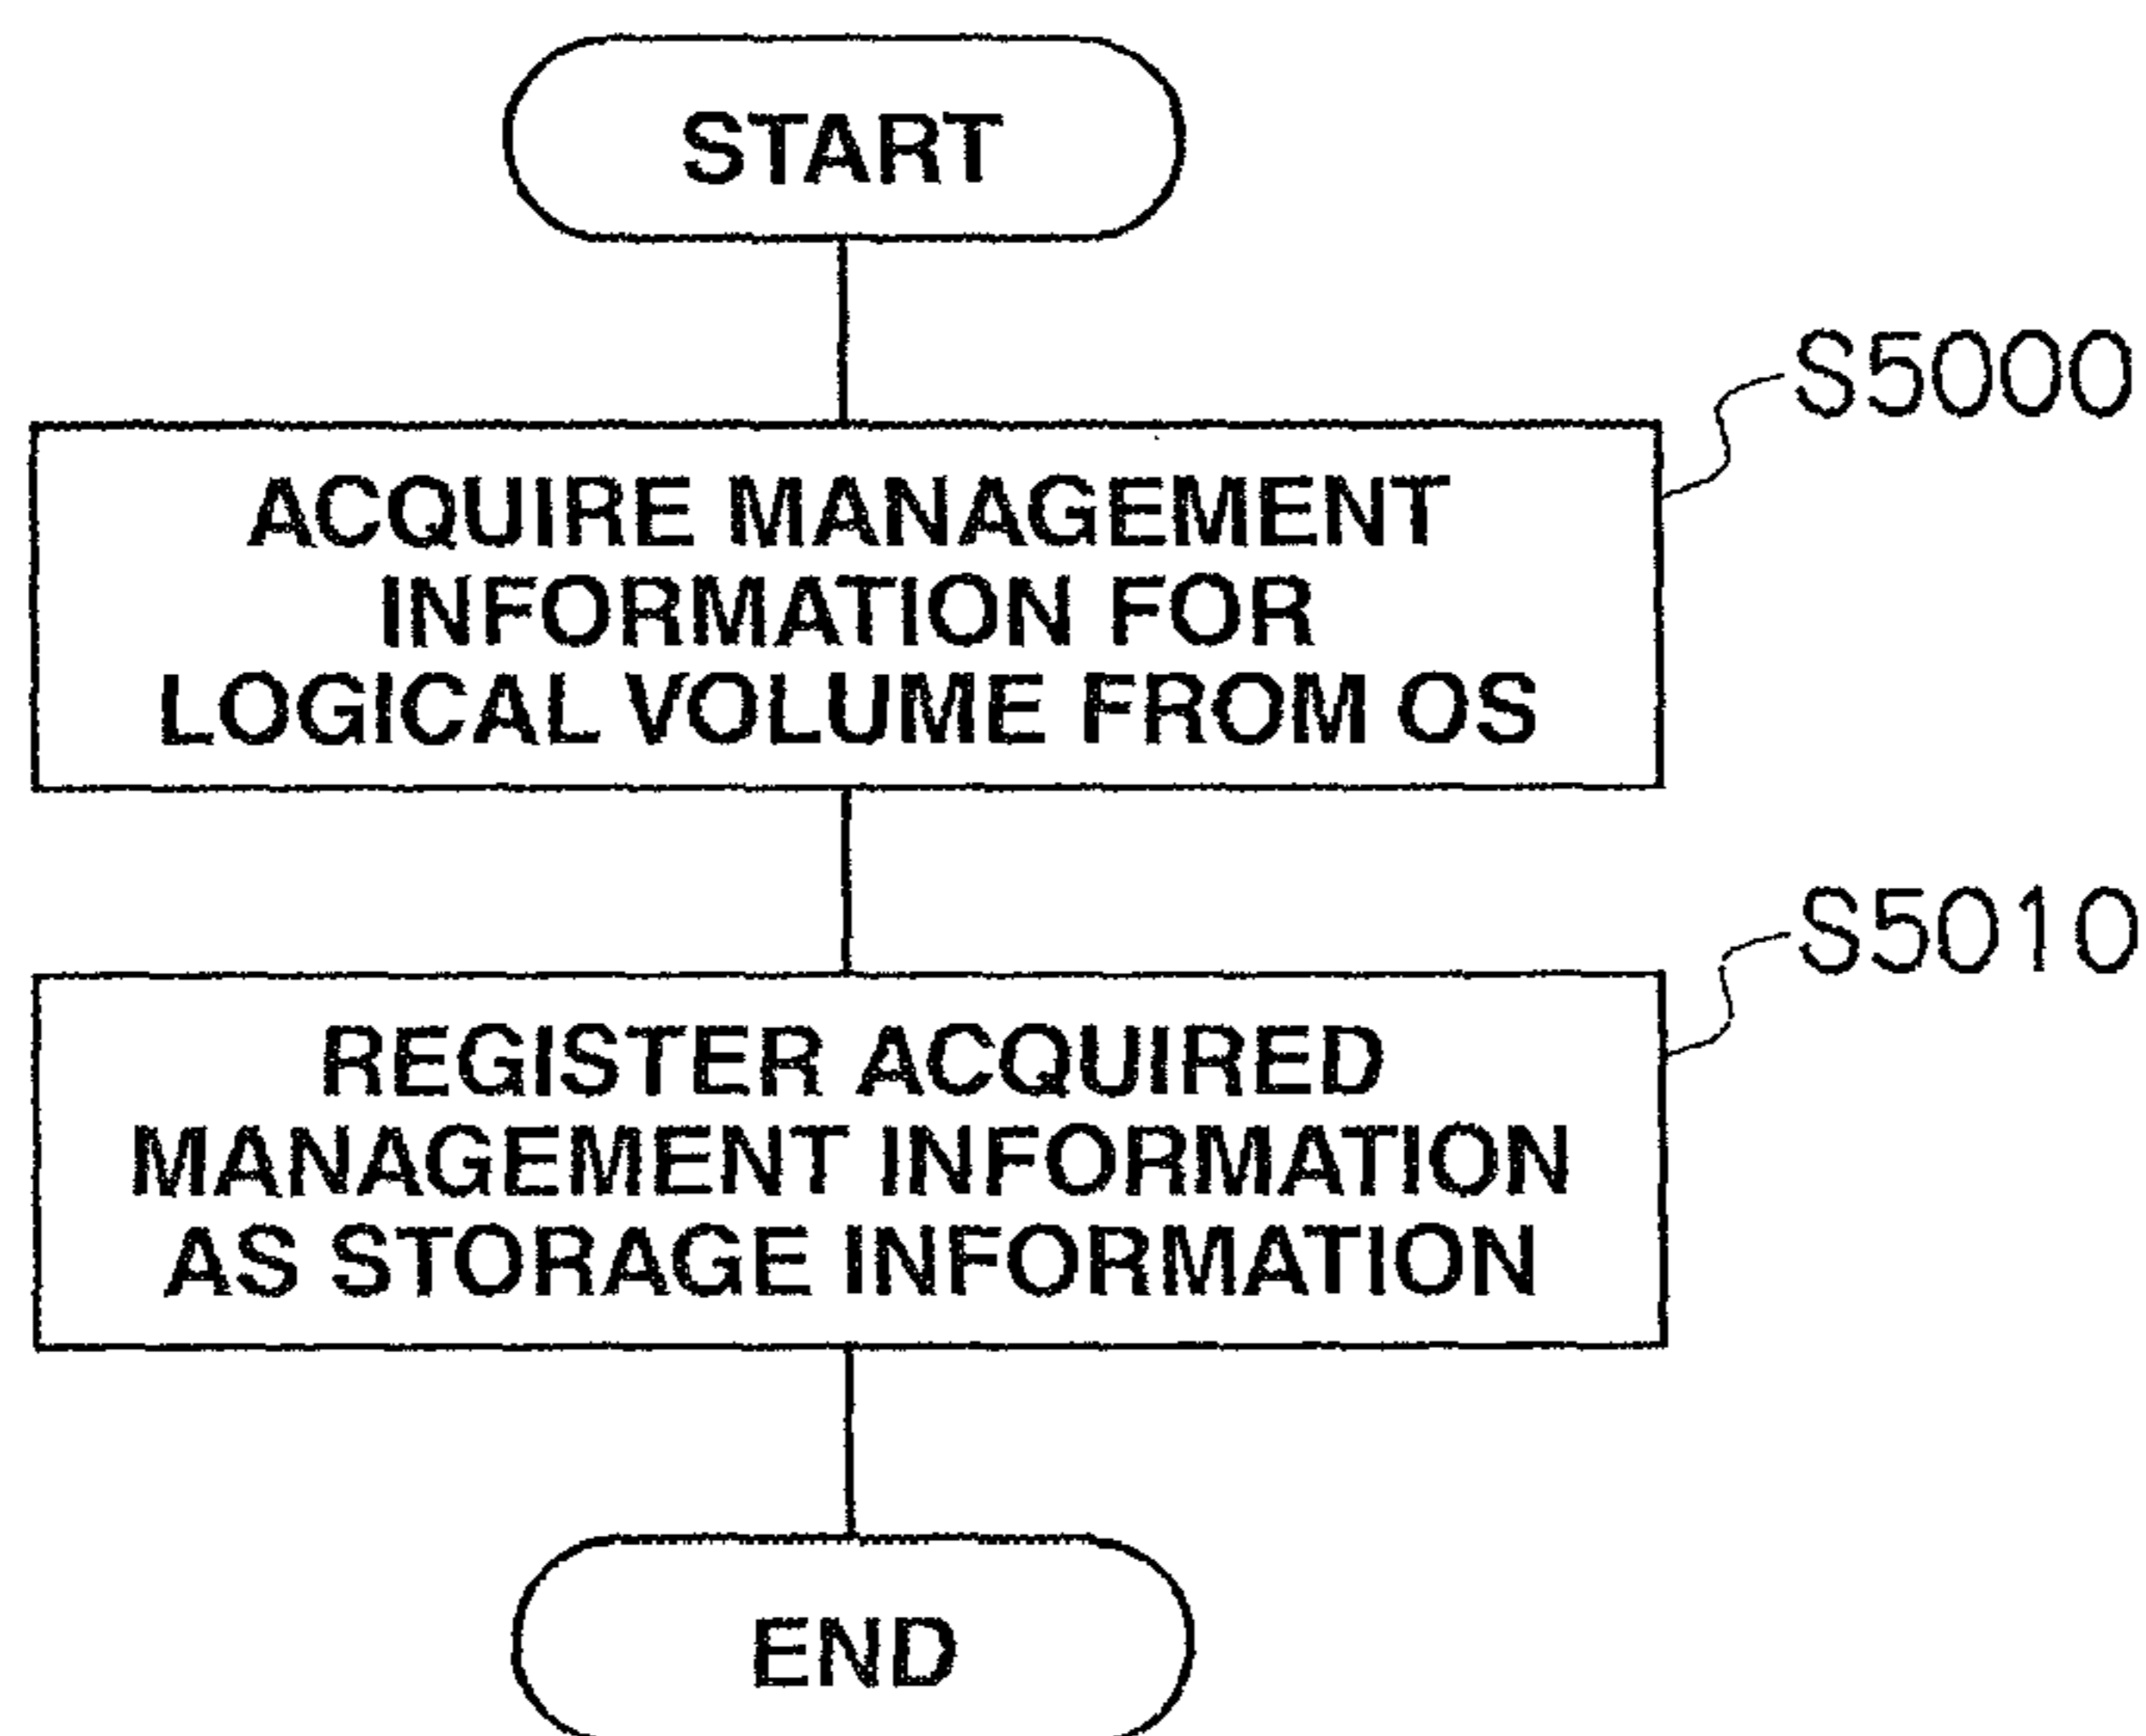 START
S5000
ACQUIRE MANAGEMENT
INFORMATION FOR
LOGICAL VOLUME FROM OS
S5010
REGISTER ACQUIRED
MANAGEMENT INFORMATION
AS STORAGE INFORMATION
END